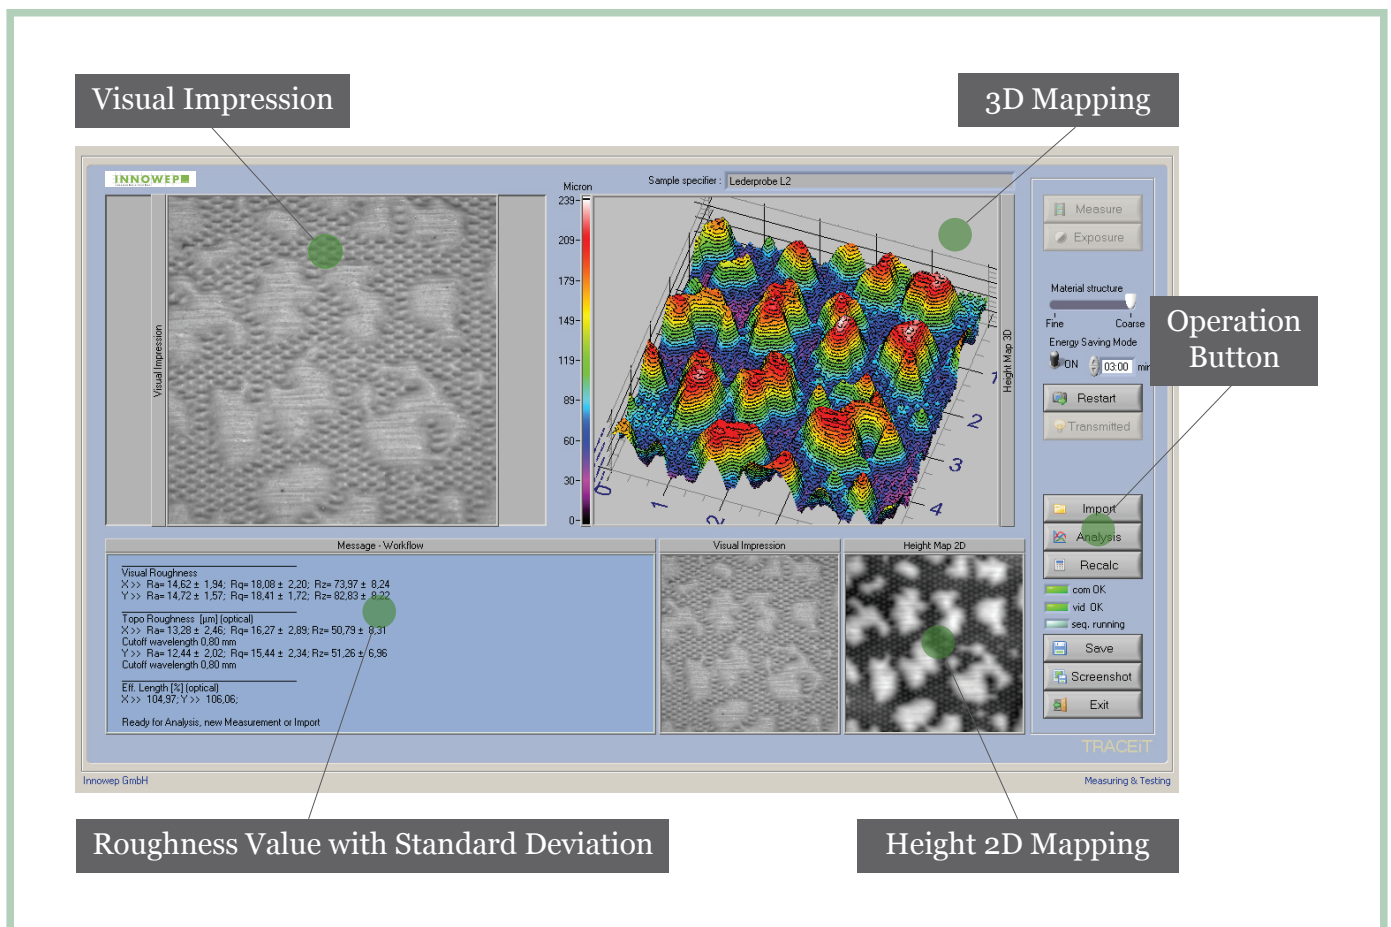 Visual Impression
3D Mapping
INNOWEP
Micron
Sample specifier : Lederprobe L2
239
209
179
149
119
89
60
30
0
Visual Impression
Height Map 3D
0
1
2
1
2
3
4
Measure
Exposure
Material structure
Fine Coarse
Energy Saving Mode
ON 03:00 min
Operation
Button
Restart
Transmitted
Import
Analysis
Recalc
com OK
vid OK
seq. running
Save
Screenshot
Exit
Message - Workflow
Visual Roughness
X >> Ra= 14,62 ± 1,94; Rq= 18,08 ± 2,20; Rz= 73,97 ± 8,24
Y >> Ra= 14,72 ± 1,57; Rq= 18,41 ± 1,72; Rz= 82,83 ± 8,22
Topo Roughness [µm] (optical)
X >> Ra= 13,28 ± 2,46; Rq= 16,27 ± 2,89; Rz= 50,79 ± 8,31
Cutoff wavelength 0,80 mm
Y >> Ra= 12,44 ± 2,02; Rq= 15,44 ± 2,34; Rz= 51,26 ± 6,96
Cutoff wavelength 0,80 mm
Eff. Length [%] (optical)
X >> 104,97; Y >> 106,06;
Ready for Analysis, new Measurement or Import
Visual Impression
Height Map 2D
TRACEiT
Innowep GmbH
Measuring & Testing
Roughness Value with Standard Deviation
Height 2D Mapping